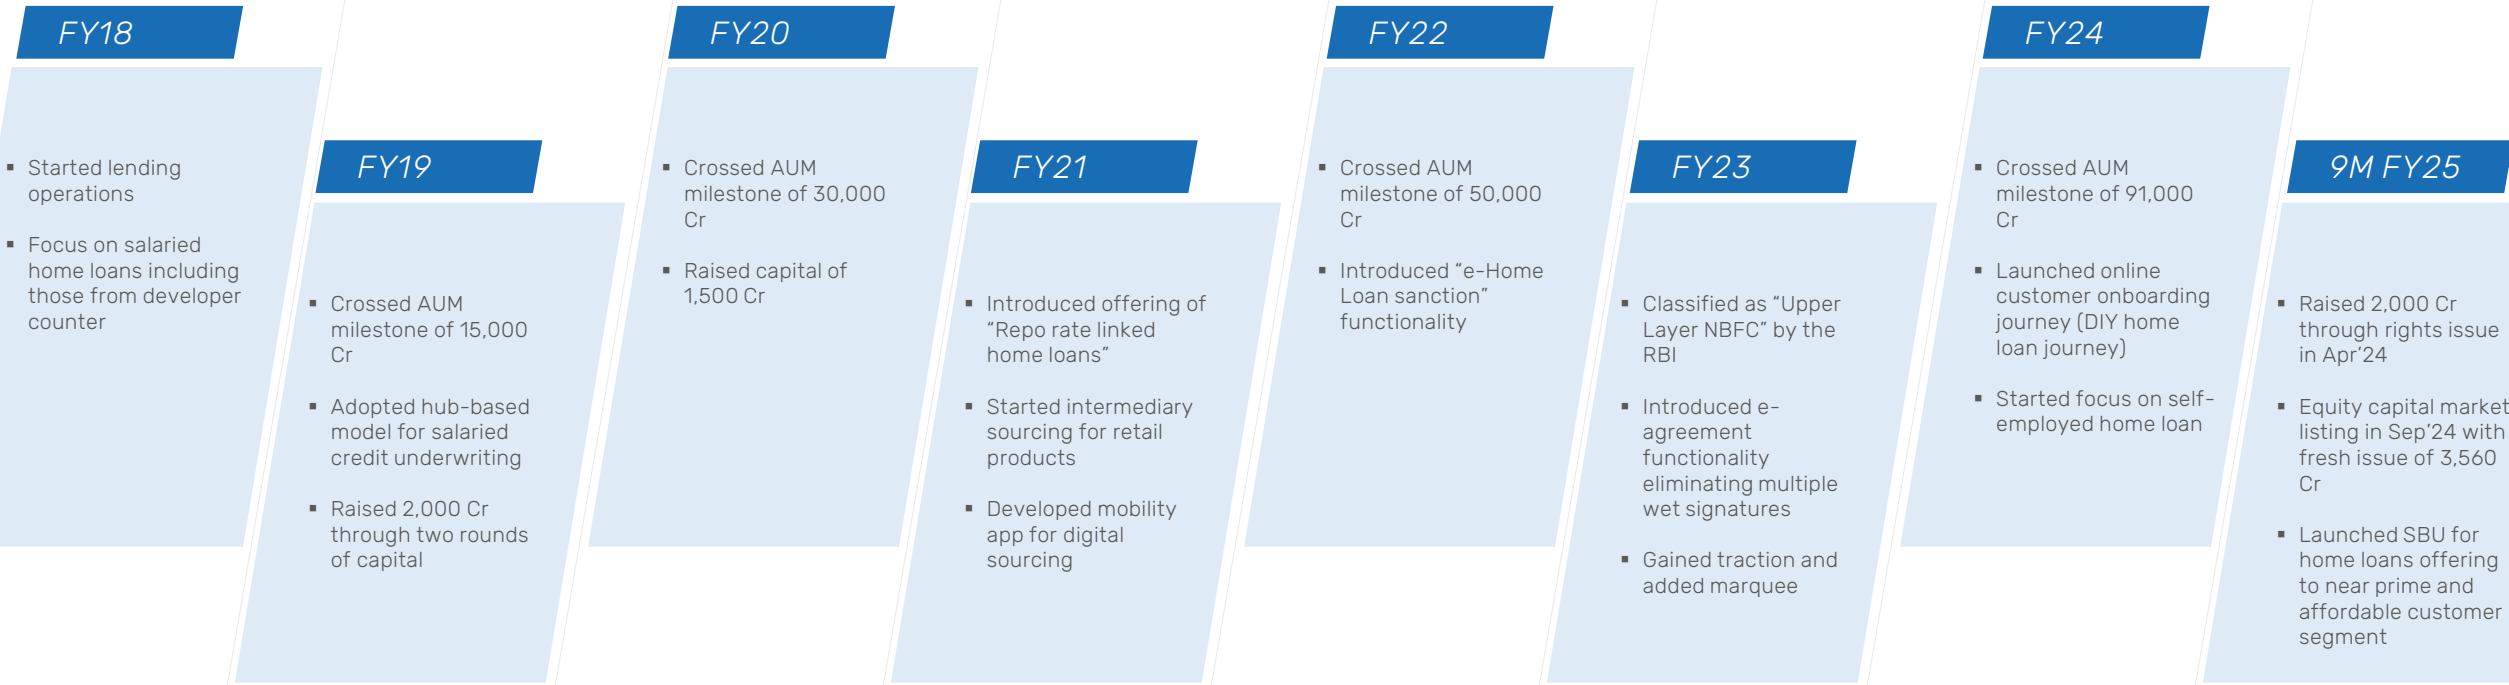 FY18
▪ Started lending
operations
▪ Focus on salaried
home loans including
those from developer
counter
FY19
▪ Crossed AUM
milestone of 15,000
Cr
▪ Adopted hub-based
model for salaried
credit underwriting
▪ Raised 2,000 Cr
through two rounds
of capital
FY20
▪ Crossed AUM
milestone of 30,000
Cr
▪ Raised capital of
1,500 Cr
FY21
▪ Introduced offering of
“Repo rate linked
home loans”
▪ Started intermediary
sourcing for retail
products
▪ Developed mobility
app for digital
sourcing
FY22
▪ Crossed AUM
milestone of 50,000
Cr
▪ Introduced “e-Home
Loan sanction”
functionality
FY23
▪ Classified as “Upper
Layer NBFC” by the
RBI
▪ Introduced e-
agreement
functionality
eliminating multiple
wet signatures
▪ Gained traction and
added marquee
FY24
▪ Crossed AUM
milestone of 91,000
Cr
▪ Launched online
customer onboarding
journey (DIY home
loan journey)
▪ Started focus on self-
employed home loan
9M FY25
▪ Raised 2,000 Cr
through rights issue
in Apr’24
▪ Equity capital market
listing in Sep’24 with
fresh issue of 3,560
Cr
▪ Launched SBU for
home loans offering
to near prime and
affordable customer
segment